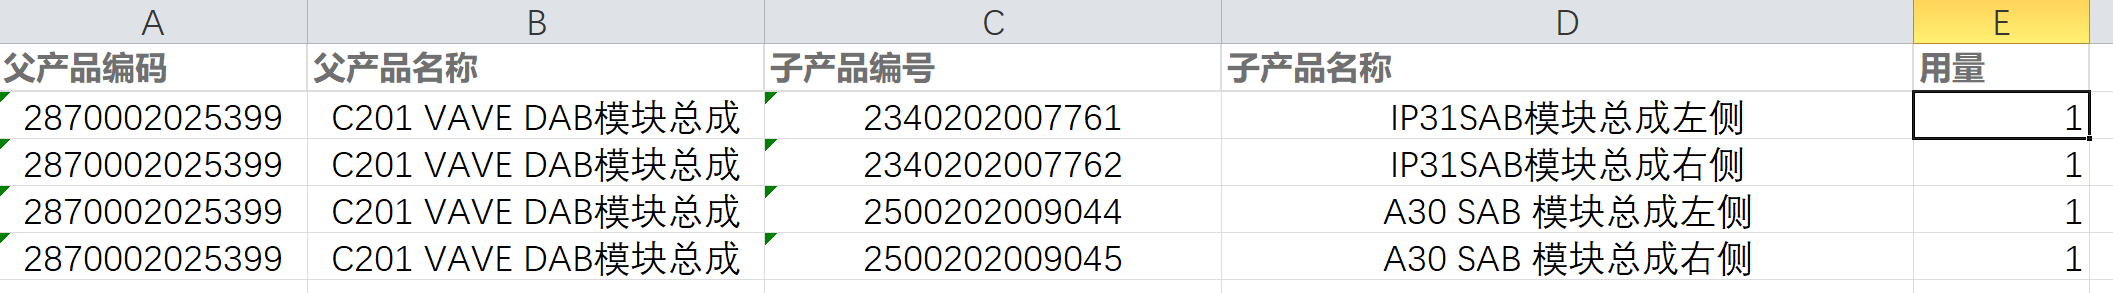 A B C D E
父产品编码 父产品名称 子产品编号 子产品名称 用量
2870002025399 C201 VAVE DAB模块总成 2340202007761 IP31SAB模块总成左侧 1
2870002025399 C201 VAVE DAB模块总成 2340202007762 IP31SAB模块总成右侧 1
2870002025399 C201 VAVE DAB模块总成 2500202009044 A30 SAB 模块总成左侧 1
2870002025399 C201 VAVE DAB模块总成 2500202009045 A30 SAB 模块总成右侧 1